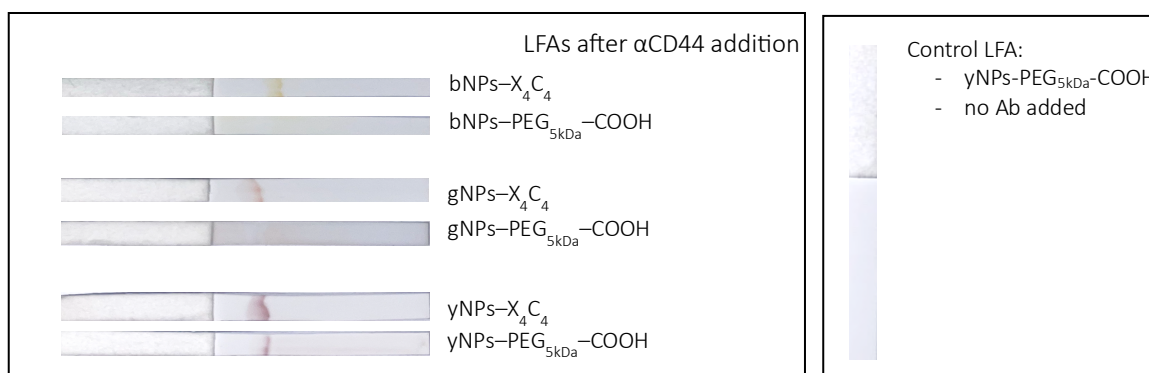 LFAs after αCD44 addition
bNPs–X₄C₄
bNPs–PEG₅ₖDₐ–COOH
gNPs–X₄C₄
gNPs–PEG₅ₖDₐ–COOH
yNPs–X₄C₄
yNPs–PEG₅ₖDₐ–COOH
Control LFA:
- yNPs-PEG₅ₖDₐ-COOH
- no Ab added